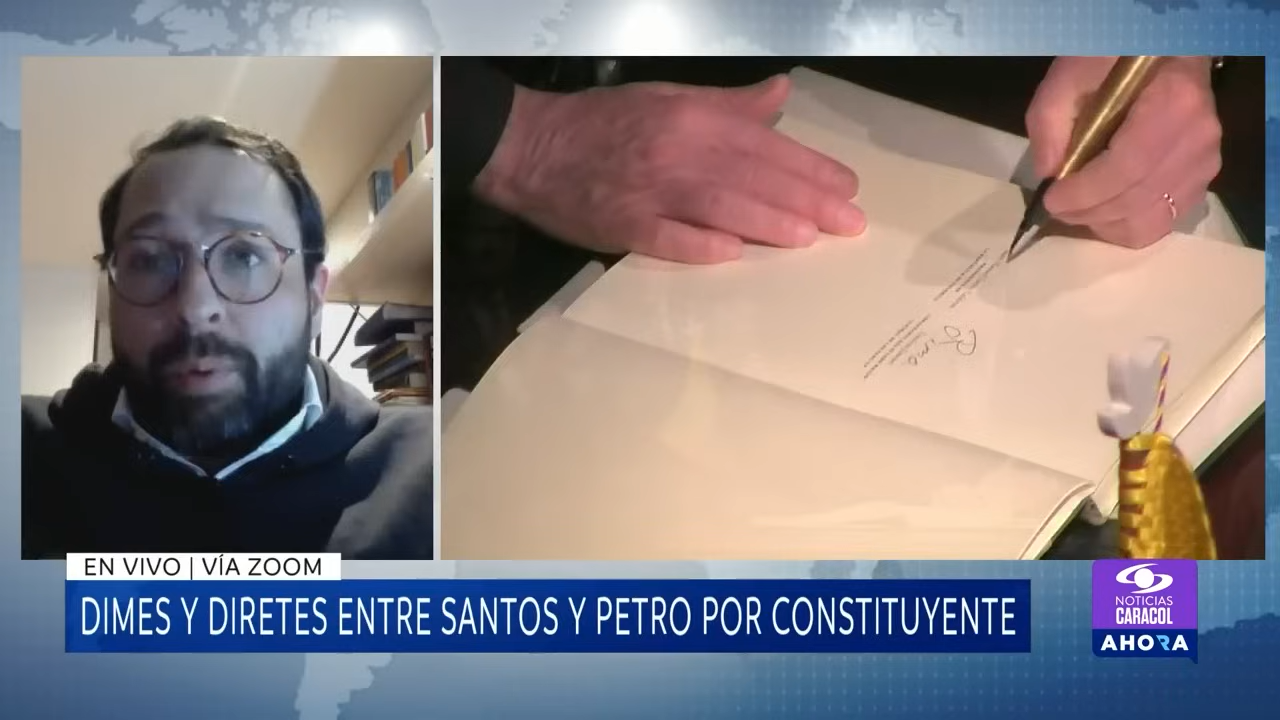 EN VIVO | VÍA ZOOM
DIMES Y DIRETES ENTRE SANTOS Y PETRO POR CONSTITUYENTE
NOTICIAS
CARACOL
AHORA